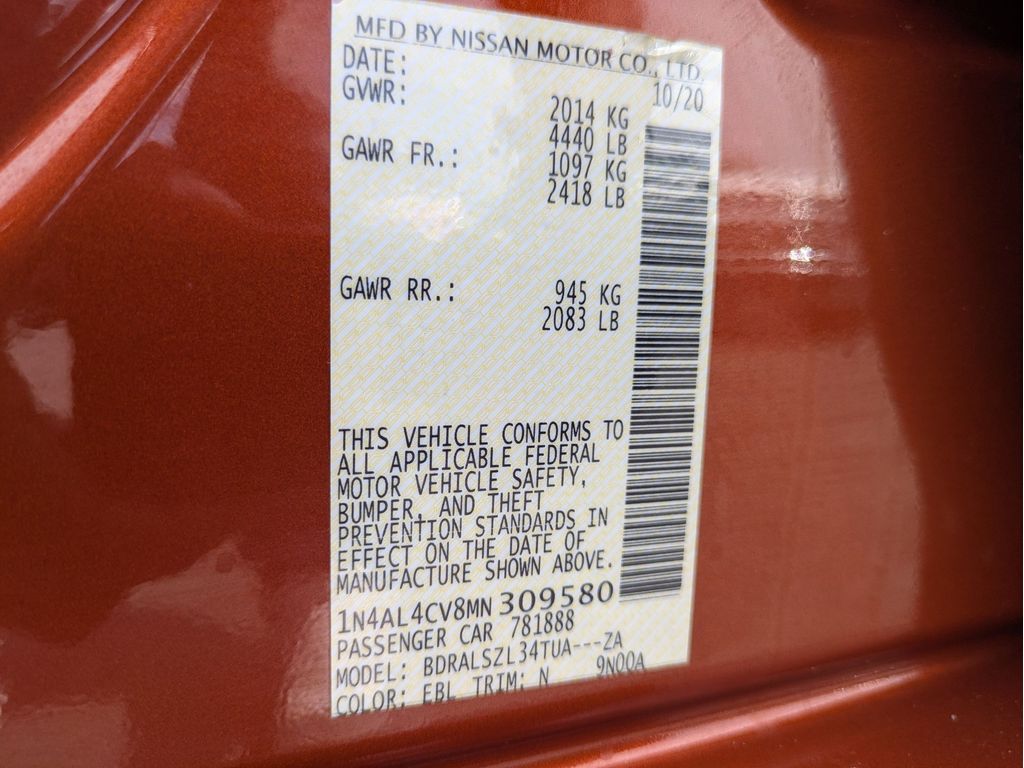 MFD BY NISSAN MOTOR CO., LTD.
DATE: 10/20
GVWR: 2014 KG
4440 LB
GAWR FR.: 1097 KG
2418 LB
GAWR RR.: 945 KG
2083 LB
THIS VEHICLE CONFORMS TO
ALL APPLICABLE FEDERAL
MOTOR VEHICLE SAFETY,
BUMPER, AND THEFT
PREVENTION STANDARDS IN
EFFECT ON THE DATE OF
MANUFACTURE SHOWN ABOVE.
1N4AL4CV8MN 309580
PASSENGER CAR 781888
MODEL: BDRALSZL34TUA---ZA
COLOR: EBL TRIM: N 9N00A